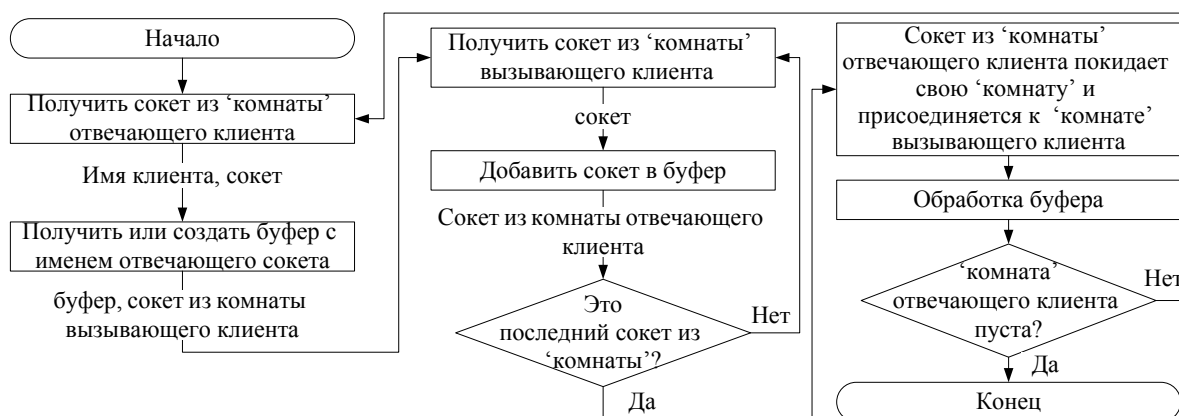 Начало
Получить сокет из ‘комнаты’
отвечающего клиента
Имя клиента, сокет
Получить или создать буфер с
именем отвечающего сокета
буфер, сокет из комнаты
вызывающего клиента
Получить сокет из ‘комнаты’
вызывающего клиента
сокет
Добавить сокет в буфер
Сокет из комнаты отвечающего
клиента
Это
последний сокет из
‘комнаты’?
Нет
Да
Сокет из ‘комнаты’
отвечающего клиента покидает
свою ‘комнату’ и
присоединяется к ‘комнате’
вызывающего клиента
Обработка буфера
‘комната’
отвечающего клиента
пуста?
Нет
Да
Конец